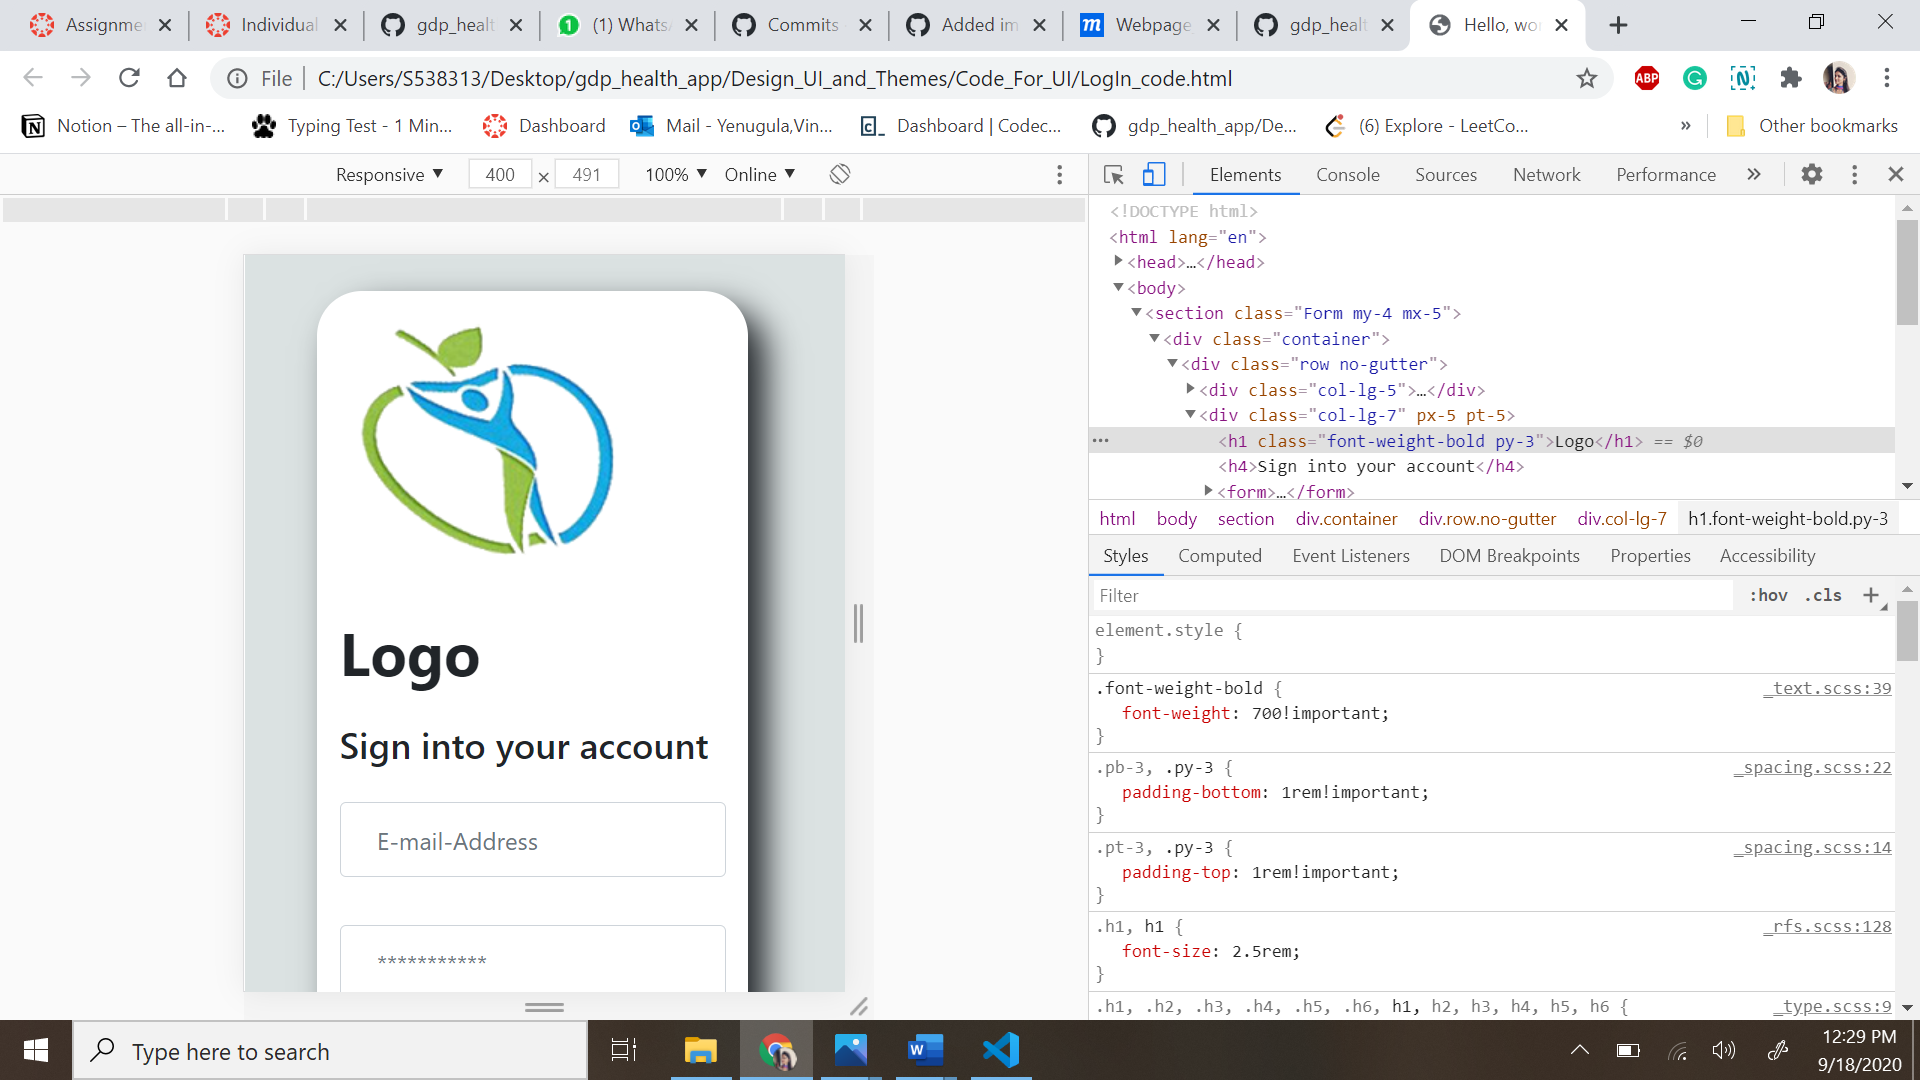 Assignme
Individual
gdp_healt
(1) WhatsA
Commits
Added im
Webpage
gdp_healt
Hello, wor
File
C:/Users/S538313/Desktop/gdp_health_app/Design_UI_and_Themes/Code_For_UI/LogIn_code.html
ABP
Notion – The all-in-...
Typing Test - 1 Min...
Dashboard
Mail - Yenugula,Vin...
Dashboard | Codec...
gdp_health_app/De...
(6) Explore - LeetCo...
»
Other bookmarks
Responsive
400 × 491
100%
Online
Elements
Console
Sources
Network
Performance
»
<!DOCTYPE html>
<html lang="en">
<head>…</head>
<body>
<section class="Form my-4 mx-5">
<div class="container">
<div class="row no-gutter">
<div class="col-lg-5">…</div>
<div class="col-lg-7" px-5 pt-5>
<h1 class="font-weight-bold py-3">Logo</h1> == $0
<h4>Sign into your account</h4>
<form>…</form>
html
body
section
div.container
div.row.no-gutter
div.col-lg-7
h1.font-weight-bold.py-3
Styles
Computed
Event Listeners
DOM Breakpoints
Properties
Accessibility
Filter
:hov
.cls
+
element.style {
}
.font-weight-bold {
_text.scss:39
font-weight: 700!important;
}
.pb-3, .py-3 {
_spacing.scss:22
padding-bottom: 1rem!important;
}
.pt-3, .py-3 {
_spacing.scss:14
padding-top: 1rem!important;
}
.h1, h1 {
_rfs.scss:128
font-size: 2.5rem;
}
.h1, .h2, .h3, .h4, .h5, .h6, h1, h2, h3, h4, h5, h6 {
_type.scss:9
Logo
Sign into your account
E-mail-Address
***********
Type here to search
12:29 PM
9/18/2020